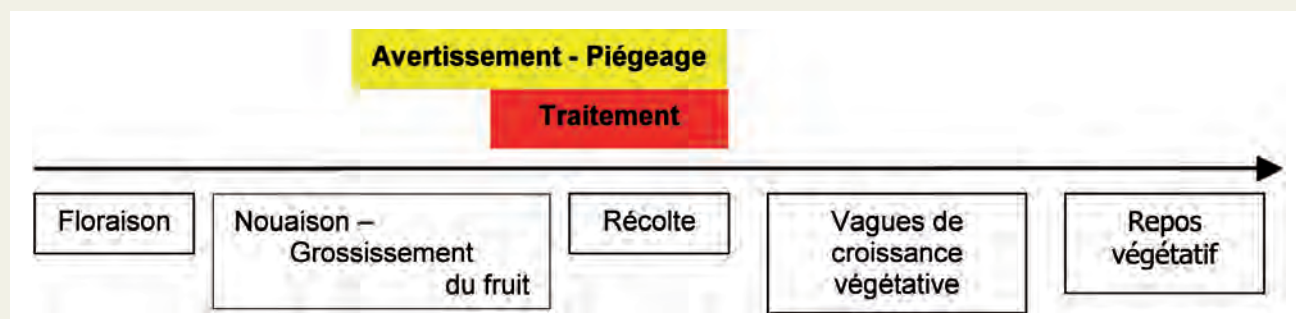 Avertissement - Piégeage
Traitement
Floraison
Nouaison –
Grossissement
du fruit
Récolte
Vagues de
croissance
végétative
Repos
végétatif